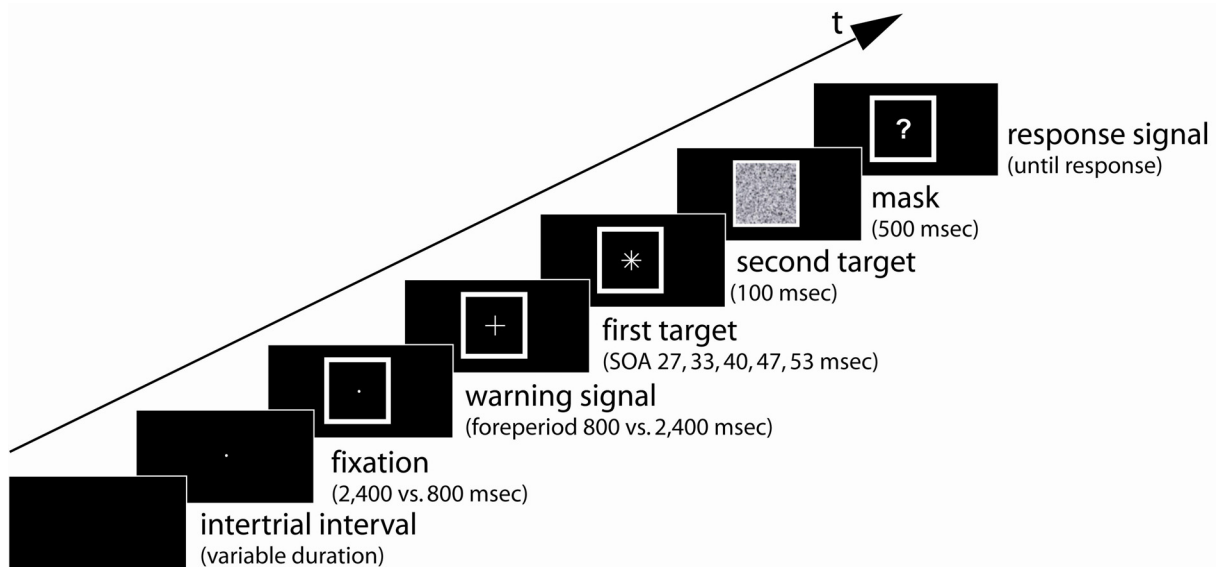 t
?
response signal
(until response)
mask
(500 msec)
second target
(100 msec)
first target
(SOA 27, 33, 40, 47, 53 msec)
warning signal
(foreperiod 800 vs. 2,400 msec)
fixation
(2,400 vs. 800 msec)
intertrial interval
(variable duration)